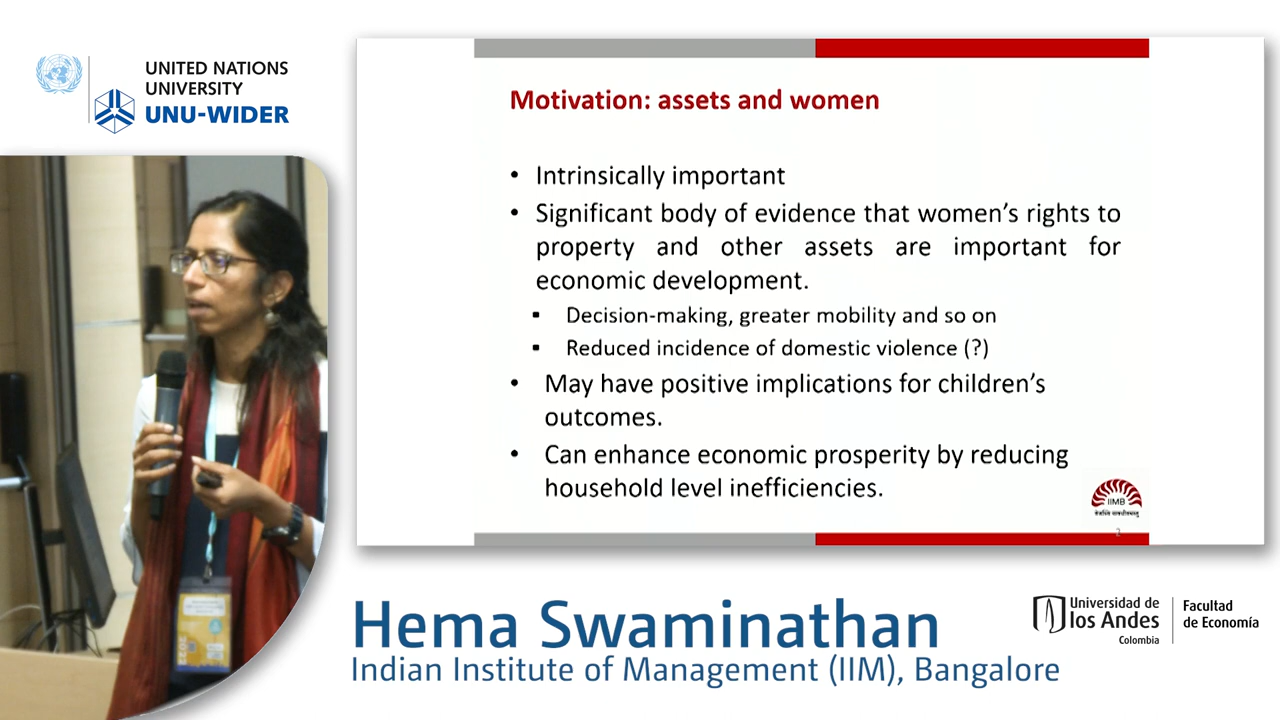 UNITED NATIONS
UNIVERSITY
UNU-WIDER
Motivation: assets and women
• Intrinsically important
• Significant body of evidence that women's rights to
property and other assets are important for
economic development.
▪ Decision-making, greater mobility and so on
▪ Reduced incidence of domestic violence (?)
• May have positive implications for children's
outcomes.
• Can enhance economic prosperity by reducing
household level inefficiencies.
IIMB
2
Hema Swaminathan
Indian Institute of Management (IIM), Bangalore
Universidad de
los Andes
Colombia
Facultad
de Economía